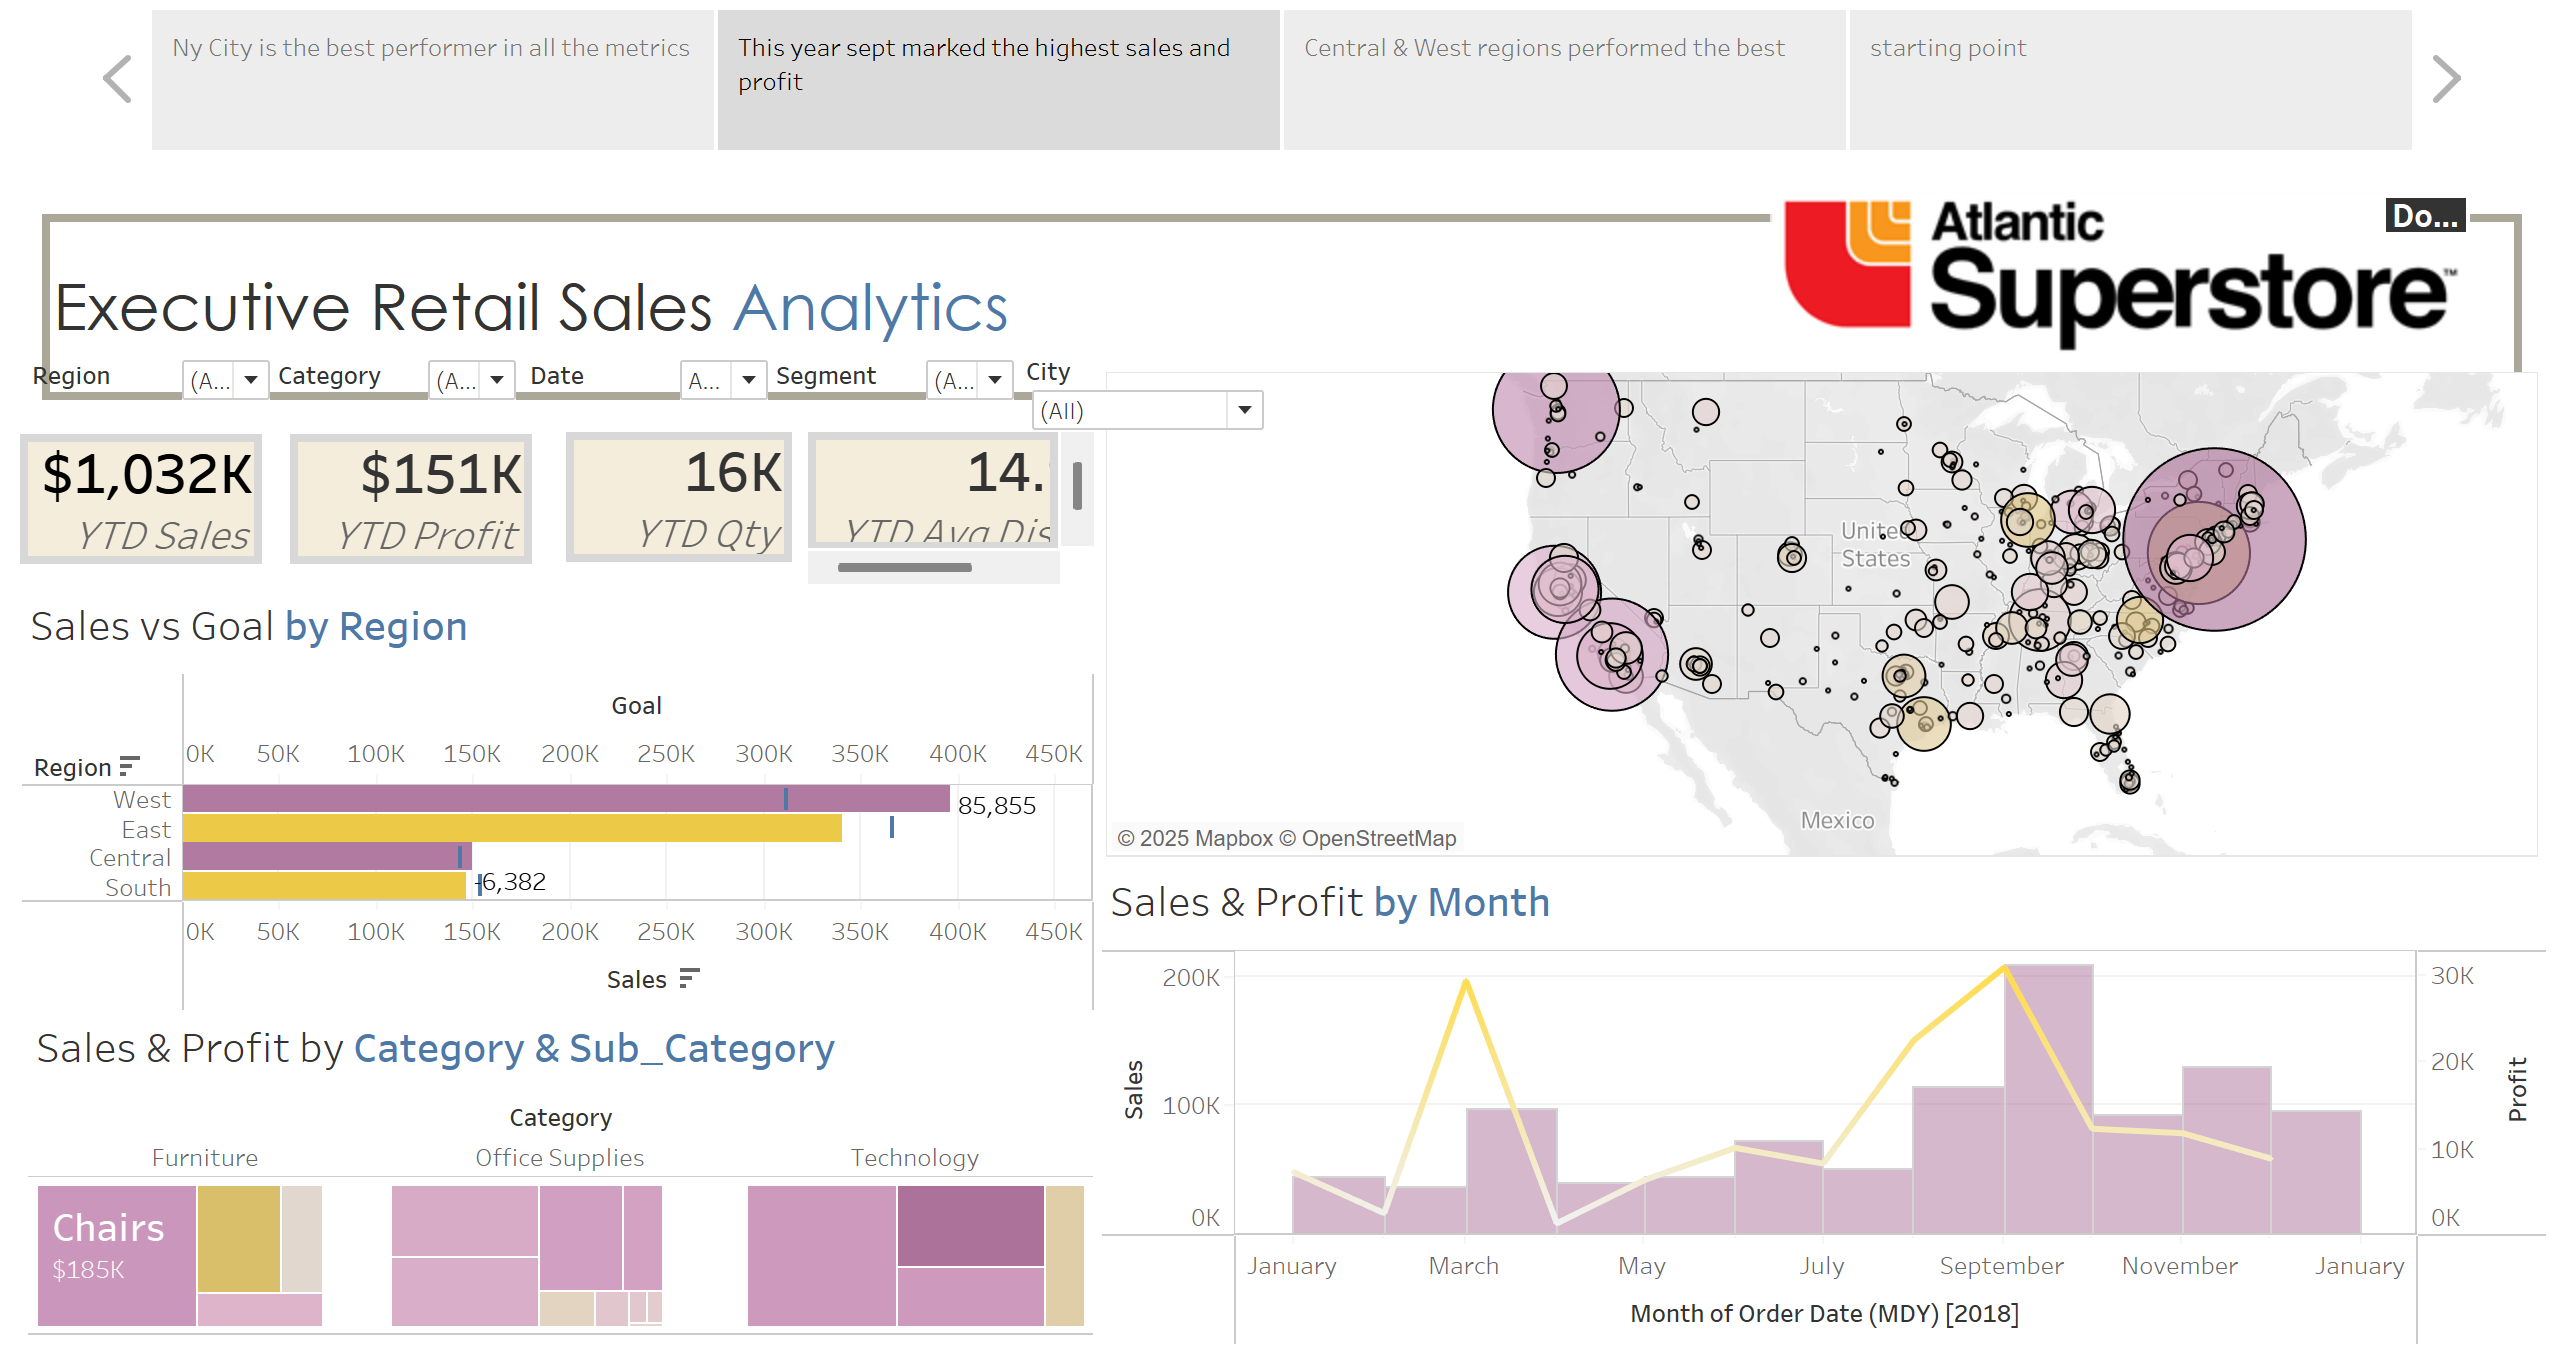 Ny City is the best performer in all the metrics
This year sept marked the highest sales and
profit
Central & West regions performed the best
starting point
Atlantic
Superstore™
Do...
Executive Retail Sales Analytics
Region (A... Category (A... Date A... Segment (A... City
(All)
$1,032K
YTD Sales
$151K
YTD Profit
16K
YTD Qty
14.
YTD Avg Dis
United
States
Mexico
© 2025 Mapbox © OpenStreetMap
Sales vs Goal by Region
Goal
0K 50K 100K 150K 200K 250K 300K 350K 400K 450K
Region
West 85,855
East
Central
South -6,382
0K 50K 100K 150K 200K 250K 300K 350K 400K 450K
Sales
Sales & Profit by Month
Sales
200K
100K
0K
30K
20K
10K
0K
Profit
January March May July September November January
Month of Order Date (MDY) [2018]
Sales & Profit by Category & Sub_Category
Category
Furniture Office Supplies Technology
Chairs
$185K